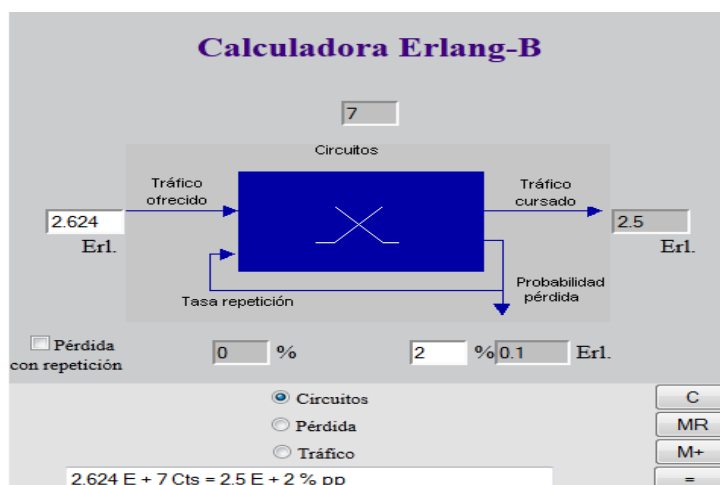 Calculadora Erlang-B
7
Circuitos
Tráfico
ofrecido
Tráfico
cursado
2.624
Erl.
2.5
Erl.
Tasa repetición
Probabilidad
pérdida
Pérdida
con repetición
0 %
2 % 0.1 Erl.
Circuitos
C
Pérdida
MR
Tráfico
M+
2.624 E + 7 Cts = 2.5 E + 2 % pp
=